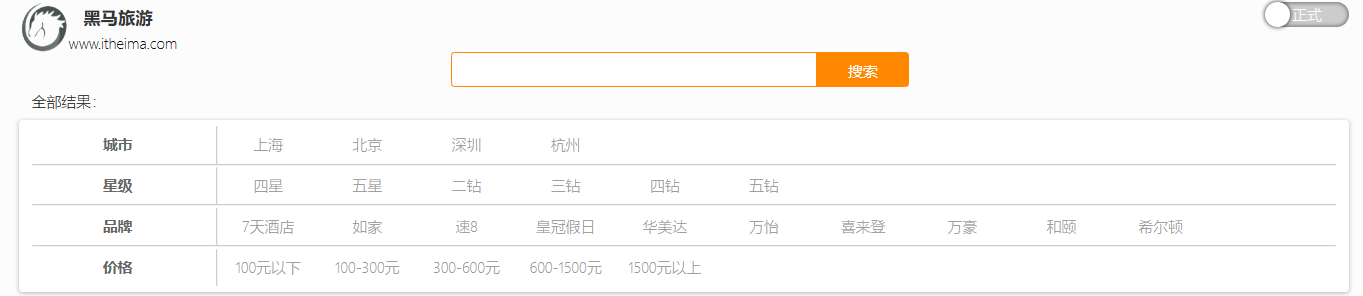 黑马旅游
正式
www.itheima.com
搜索
全部结果:
城市 上海 北京 深圳 杭州
星级 四星 五星 二钻 三钻 四钻 五钻
品牌 7天酒店 如家 速8 皇冠假日 华美达 万怡 喜来登 万豪 和颐 希尔顿
价格 100元以下 100-300元 300-600元 600-1500元 1500元以上